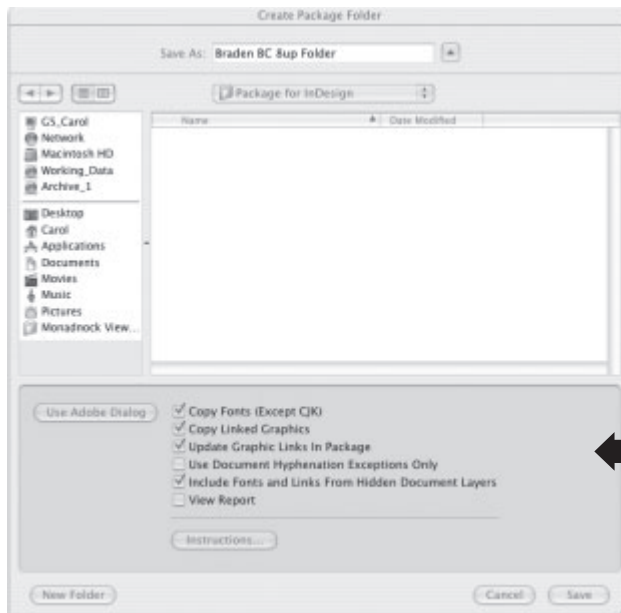 Create Package Folder
Save As: Braden BC 8up Folder
Package for InDesign
Name Date Modified
G5_Carol
Network
Macintosh HD
Working_Data
Archive_1
Desktop
Carol
Applications
Documents
Movies
Music
Pictures
Monadnock View...
Use Adobe Dialog
Copy Fonts (Except CJK)
Copy Linked Graphics
Update Graphic Links In Package
Use Document Hyphenation Exceptions Only
Include Fonts and Links From Hidden Document Layers
View Report
Instructions...
New Folder Cancel Save